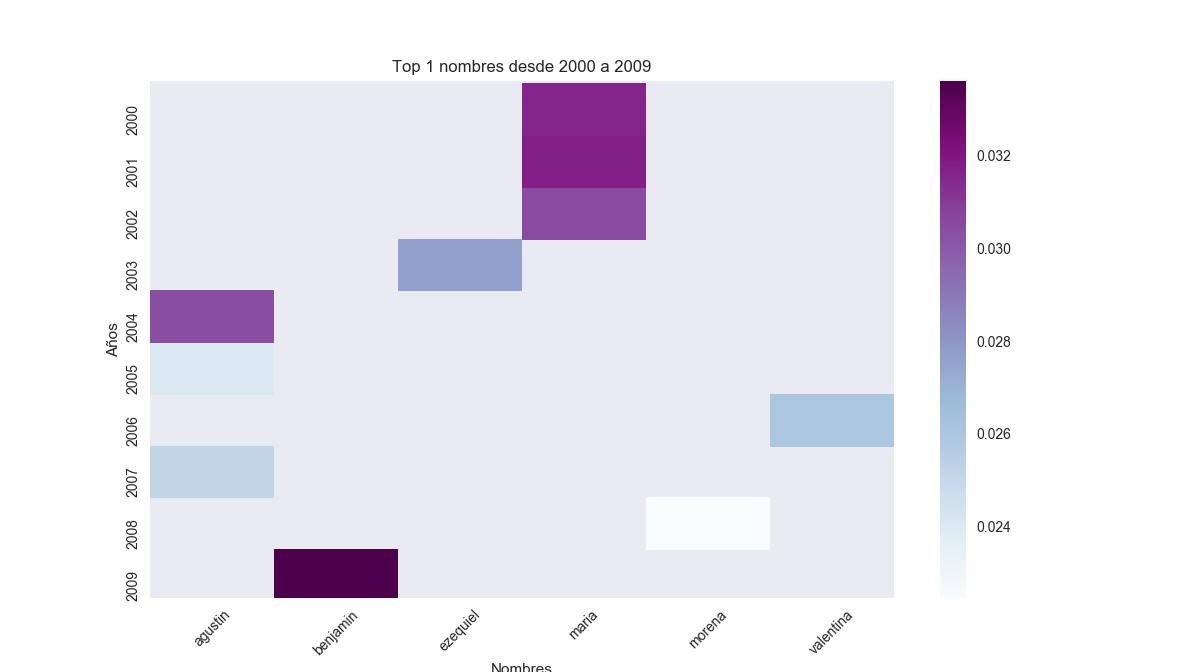 Top 1 nombres desde 2000 a 2009
Años
2000
2001
2002
2003
2004
2005
2006
2007
2008
2009
agustin
benjamin
ezequiel
maria
morena
valentina
Nombres
0.032
0.030
0.028
0.026
0.024